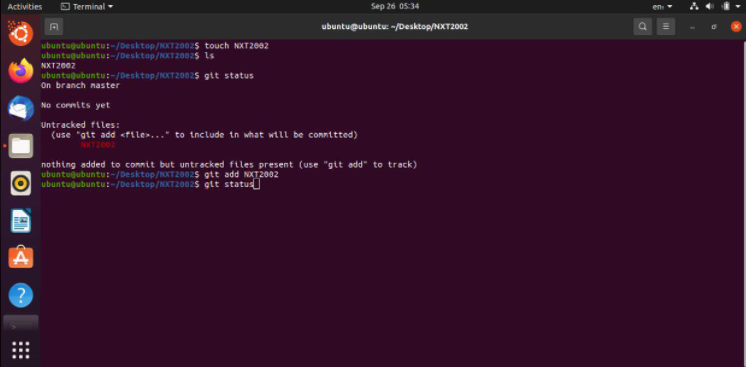 Activities Terminal Sep 26 05:34 en₁
ubuntu@ubuntu: ~/Desktop/NXT2002
ubuntu@ubuntu:~/Desktop/NXT2002$ touch NXT2002
ubuntu@ubuntu:~/Desktop/NXT2002$ ls
NXT2002
ubuntu@ubuntu:~/Desktop/NXT2002$ git status
On branch master
No commits yet
Untracked files:
(use "git add <file>..." to include in what will be committed)
NXT2002
nothing added to commit but untracked files present (use "git add" to track)
ubuntu@ubuntu:~/Desktop/NXT2002$ git add NXT2002
ubuntu@ubuntu:~/Desktop/NXT2002$ git status